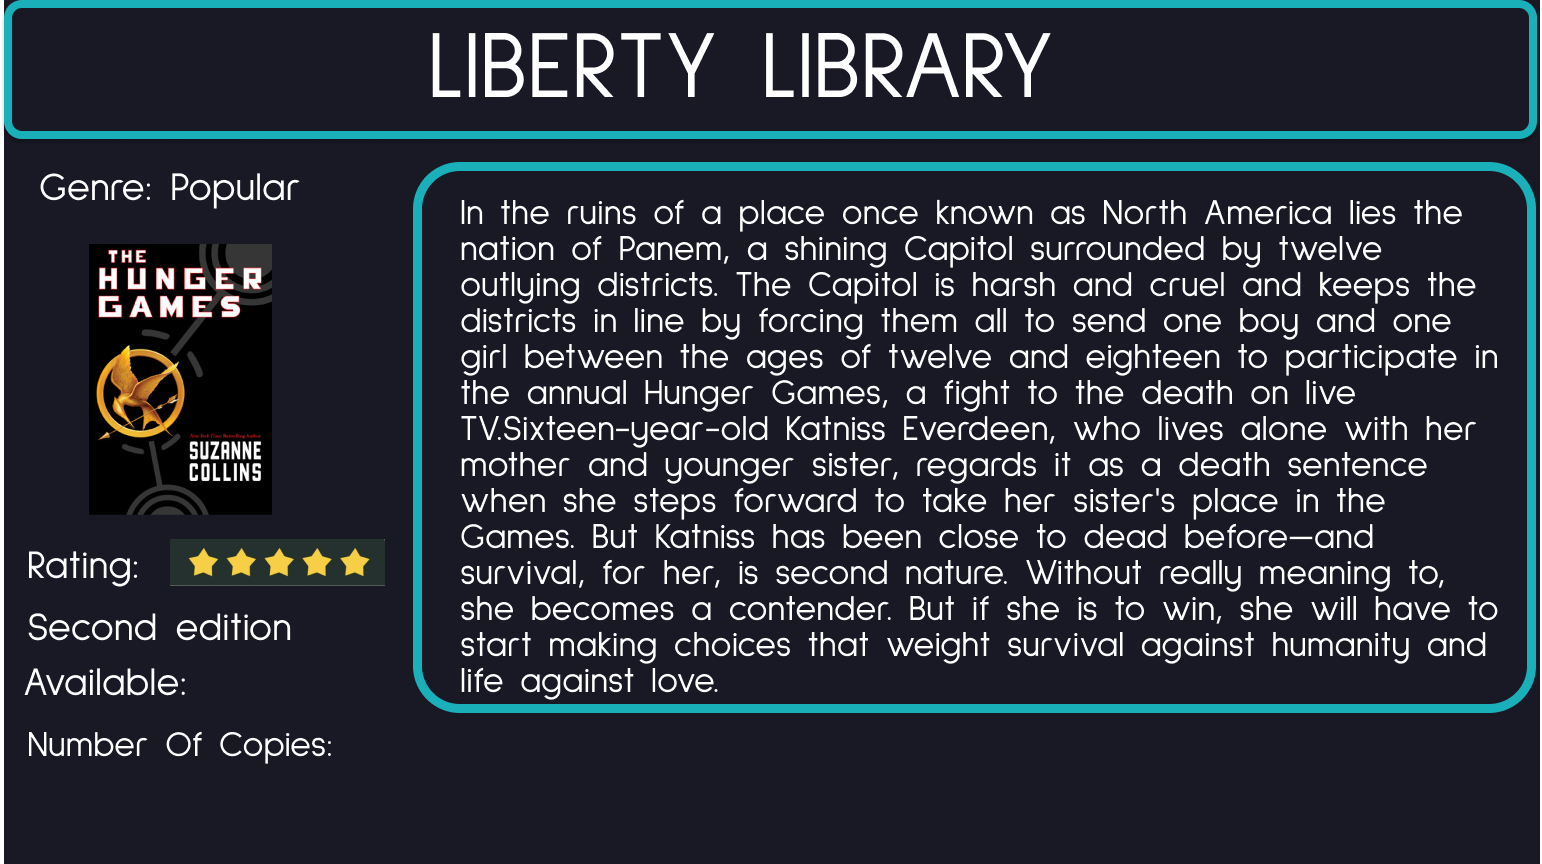 LIBERTY LIBRARY
Genre: Popular
THE
HUNGER
GAMES
New York Times Bestselling Author
SUZANNE
COLLINS
Rating:
Second edition
Available:
Number Of Copies:
In the ruins of a place once known as North America lies the
nation of Panem, a shining Capitol surrounded by twelve
outlying districts. The Capitol is harsh and cruel and keeps the
districts in line by forcing them all to send one boy and one
girl between the ages of twelve and eighteen to participate in
the annual Hunger Games, a fight to the death on live
TV.Sixteen-year-old Katniss Everdeen, who lives alone with her
mother and younger sister, regards it as a death sentence
when she steps forward to take her sister's place in the
Games. But Katniss has been close to dead before—and
survival, for her, is second nature. Without really meaning to,
she becomes a contender. But if she is to win, she will have to
start making choices that weight survival against humanity and
life against love.